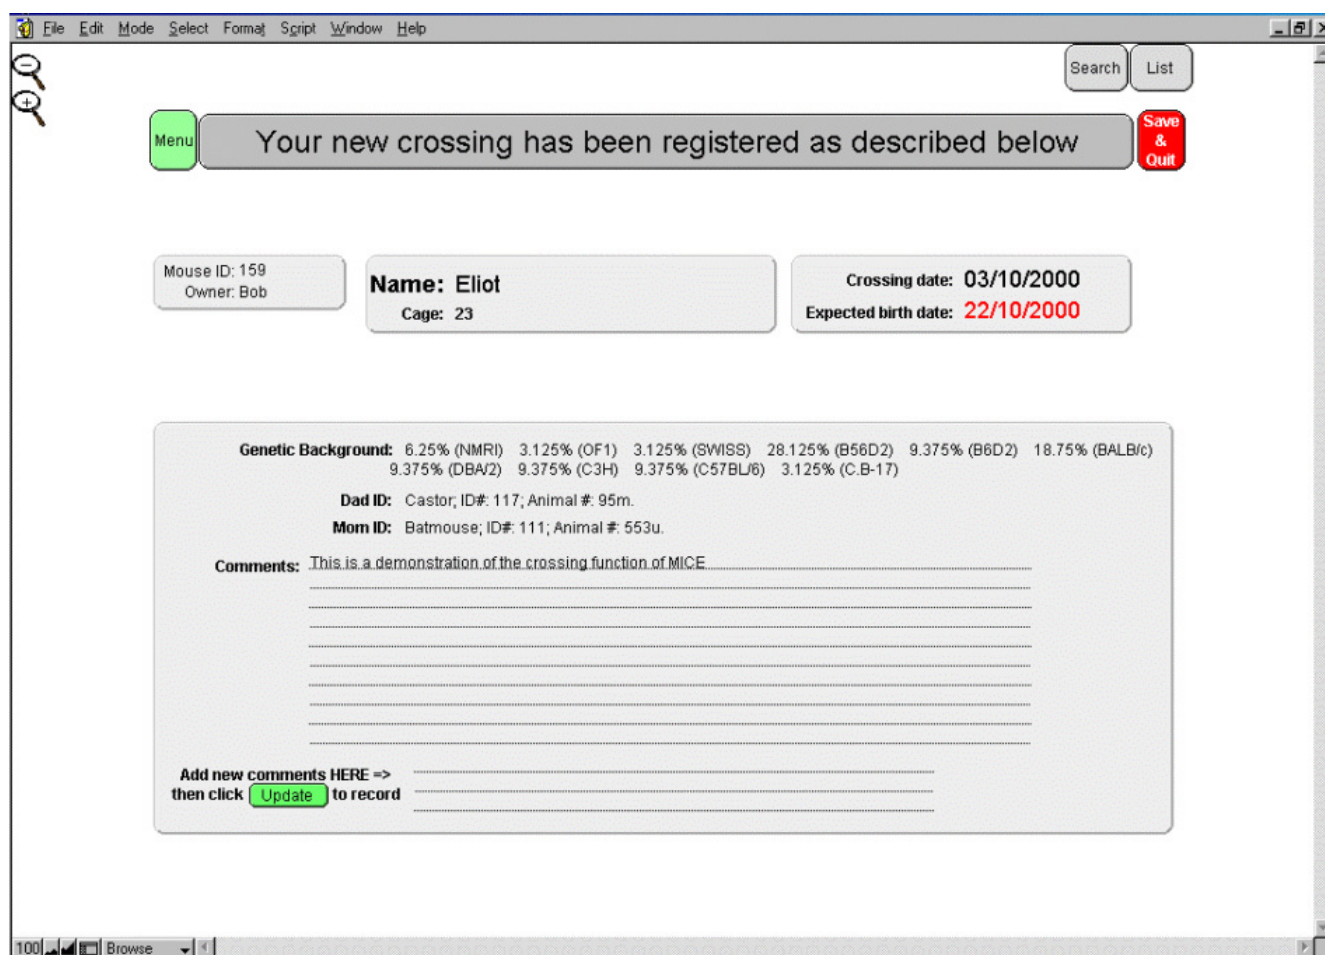 File Edit Mode Select Format Script Window Help
Search List
Menu
Your new crossing has been registered as described below
Save
&
Quit
Mouse ID: 159
Owner: Bob
Name: Eliot
Cage: 23
Crossing date: 03/10/2000
Expected birth date: 22/10/2000
Genetic Background: 6.25% (NMRI) 3.125% (OF1) 3.125% (SWISS) 28.125% (B56D2) 9.375% (B6D2) 18.75% (BALB/c)
9.375% (DBA/2) 9.375% (C3H) 9.375% (C57BL/6) 3.125% (C.B-17)
Dad ID: Castor; ID#: 117; Animal #: 95m.
Mom ID: Batmouse; ID#: 111; Animal #: 553u.
Comments: This is a demonstration of the crossing function of MICE
Add new comments HERE =>
then click Update to record
100 Browse